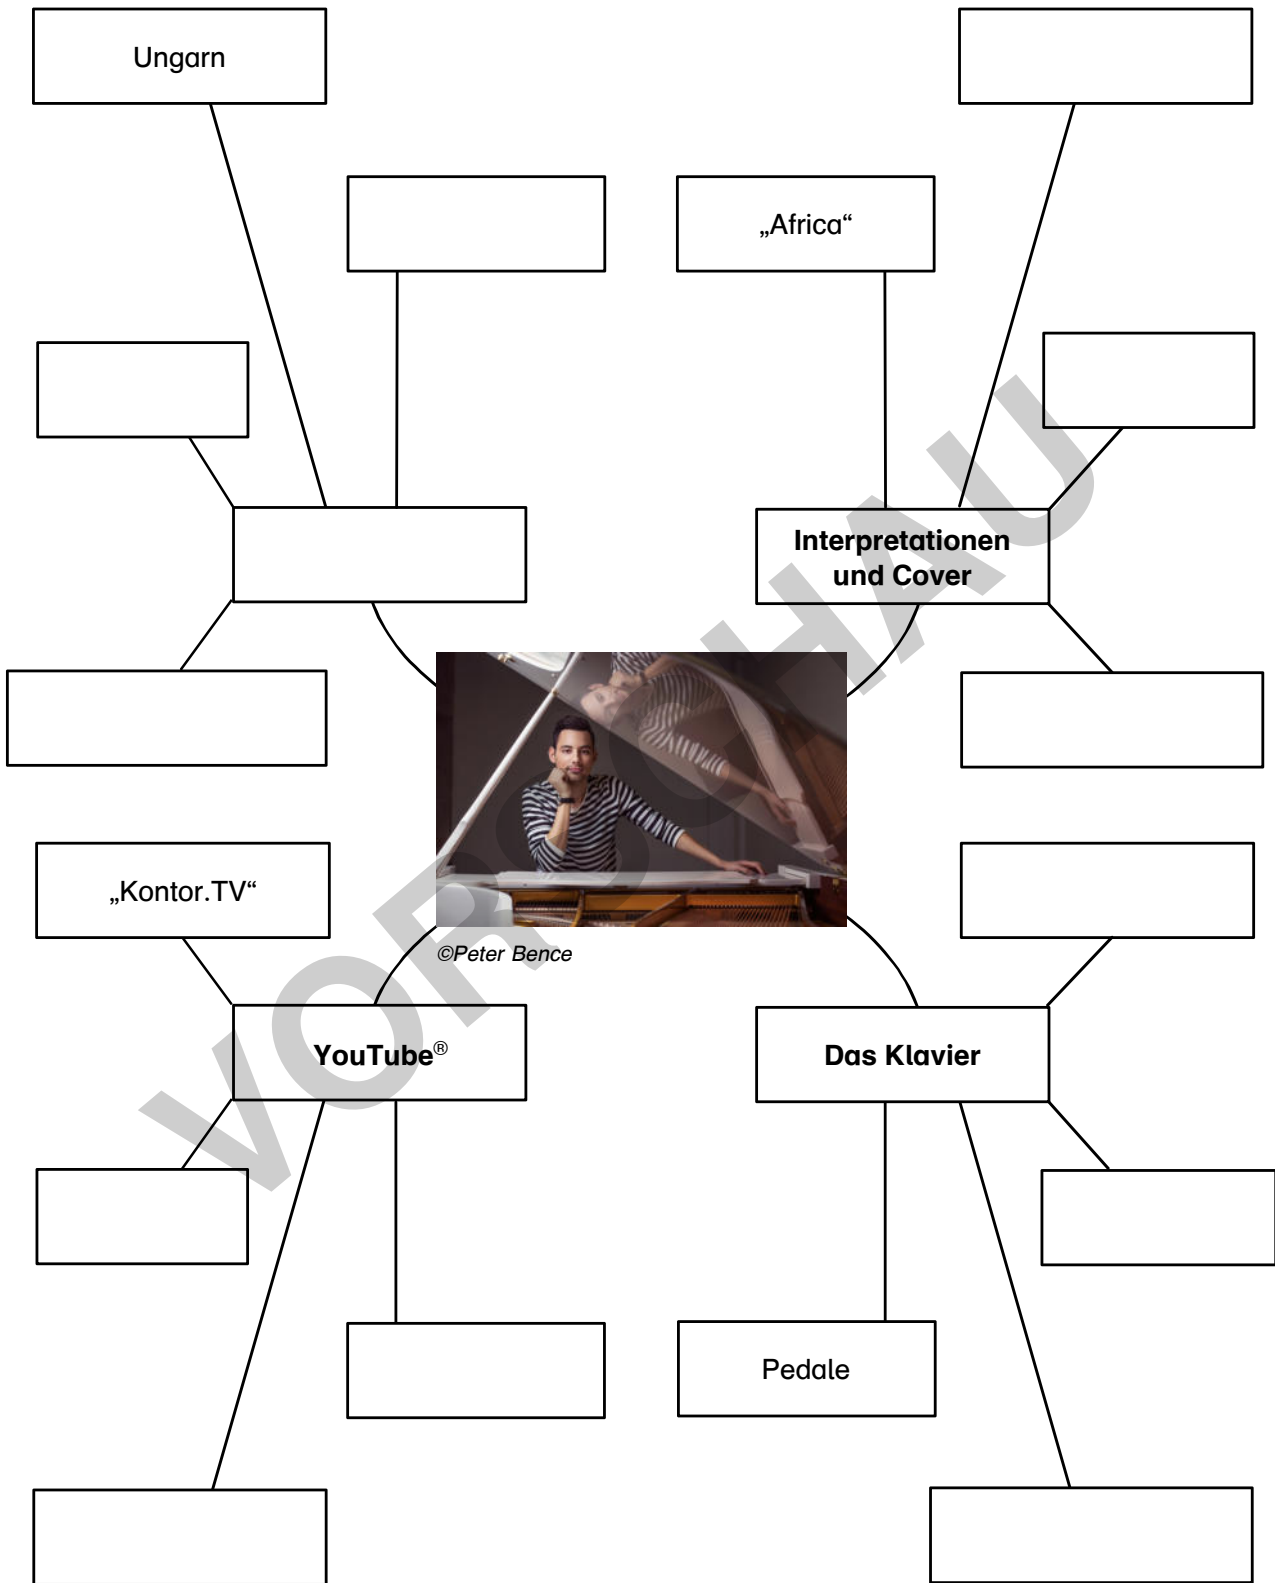 Ungarn
„Africa“
Interpretationen
und Cover
„Kontor.TV“
©Peter Bence
YouTube®
Das Klavier
Pedale
VORSCHAU